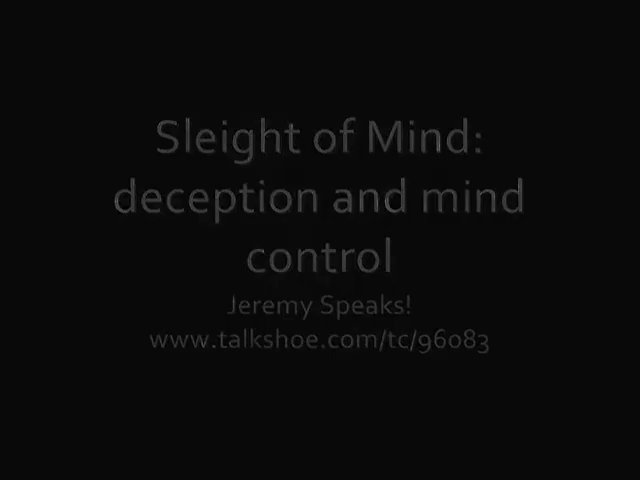 Sleight of Mind:
deception and mind
control
Jeremy Speaks!
www.talkshoe.com/tc/96083